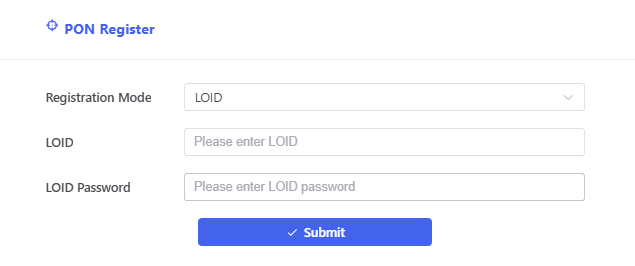 PON Register
Registration Mode LOID
LOID Please enter LOID
LOID Password Please enter LOID password
Submit